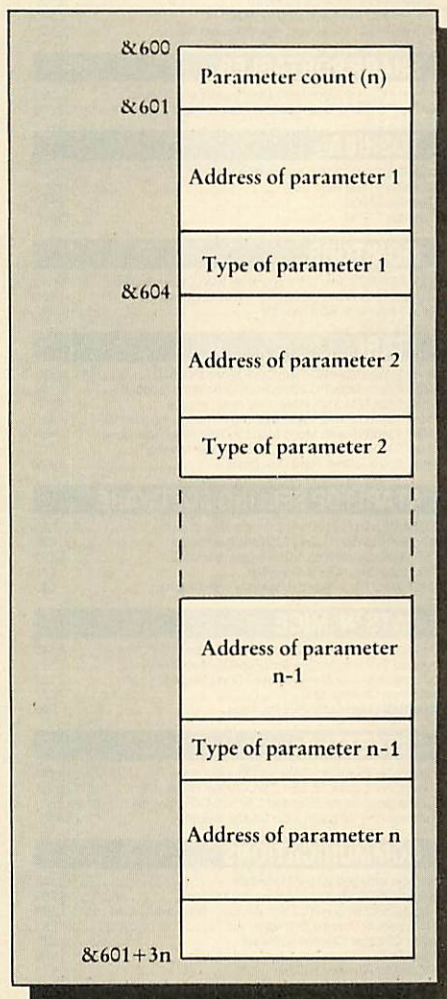 &600
Parameter count (n)
&601
Address of parameter 1
Type of parameter 1
&604
Address of parameter 2
Type of parameter 2
Address of parameter
n-1
Type of parameter n-1
Address of parameter n
&601+3n